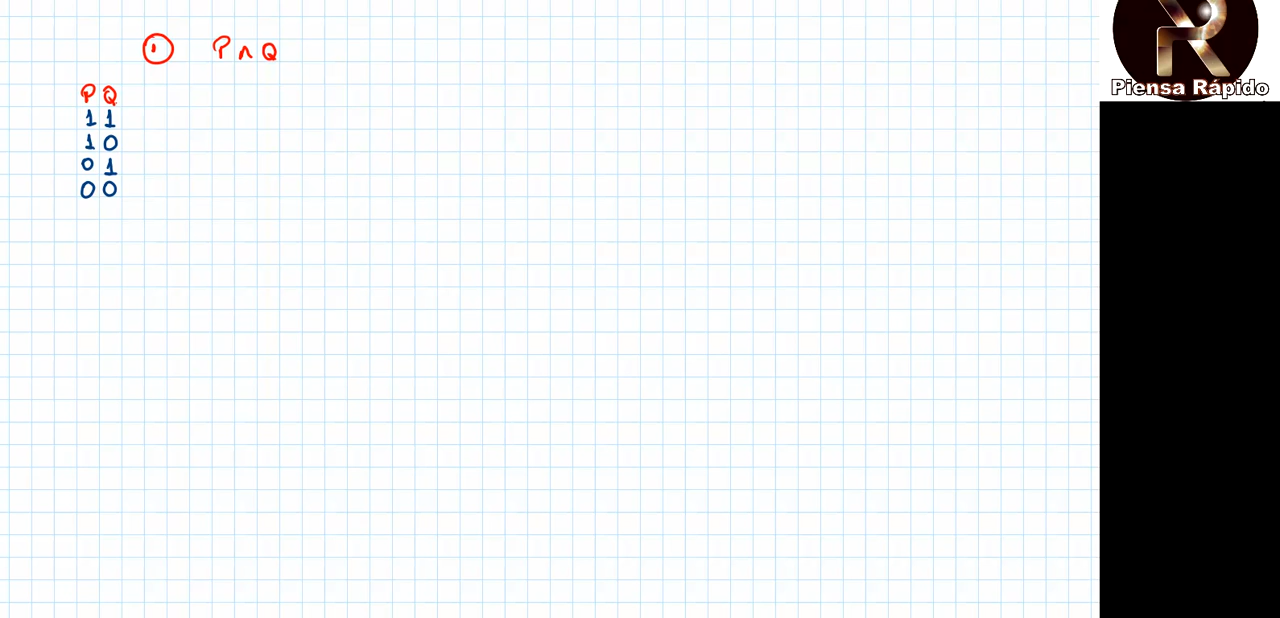 ① P ∧ Q
P Q
1 1
1 0
0 1
0 0
Piensa Rápido